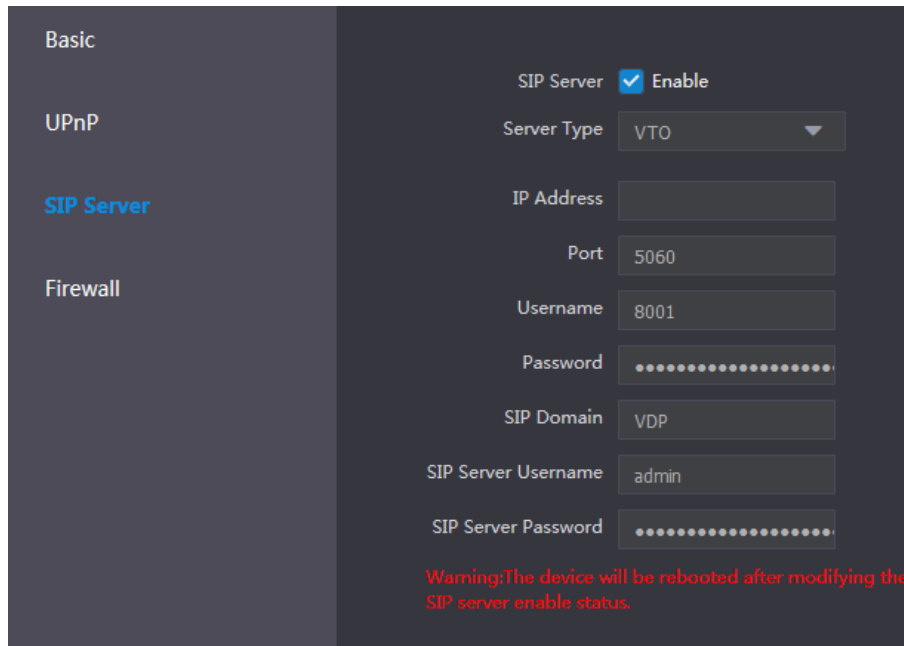 Basic
UPnP
SIP Server
Firewall
SIP Server Enable
Server Type VTO
IP Address
Port 5060
Username 8001
Password ••••••••••••••••••••
SIP Domain VDP
SIP Server Username admin
SIP Server Password ••••••••••••••••••••
Warning:The device will be rebooted after modifying the
SIP server enable status.